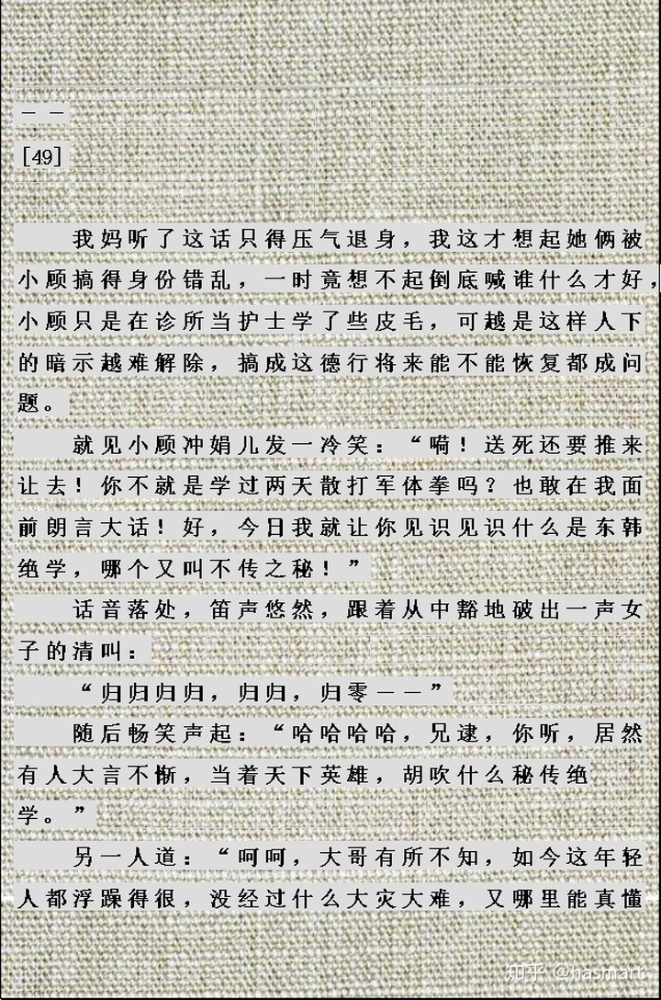 －－
[49]
我妈听了这话只得压气退身，我这才想起她俩被
小顾搞得身份错乱，一时竟想不起倒底喊谁什么才好，
小顾只是在诊所当护士学了些皮毛，可越是这样人下
的暗示越难解除，搞成这德行将来能不能恢复都成问
题。
就见小顾冲娟儿发一冷笑：“嗬！送死还要推来
让去！你不就是学过两天散打军体拳吗？也敢在我面
前朗言大话！好，今日我就让你见识见识什么是东韩
绝学，哪个又叫不传之秘！”
话音落处，笛声悠然，跟着从中豁地破出一声女
子的清叫：
“归归归归，归归，归零——”
随后畅笑声起：“哈哈哈哈，兄逮，你听，居然
有人大言不惭，当着天下英雄，胡吹什么秘传绝
学。”
另一人道：“呵呵，大哥有所不知，如今这年轻
人都浮躁得很，没经过什么大灾大难，又哪里能真懂
知乎 @hasmart